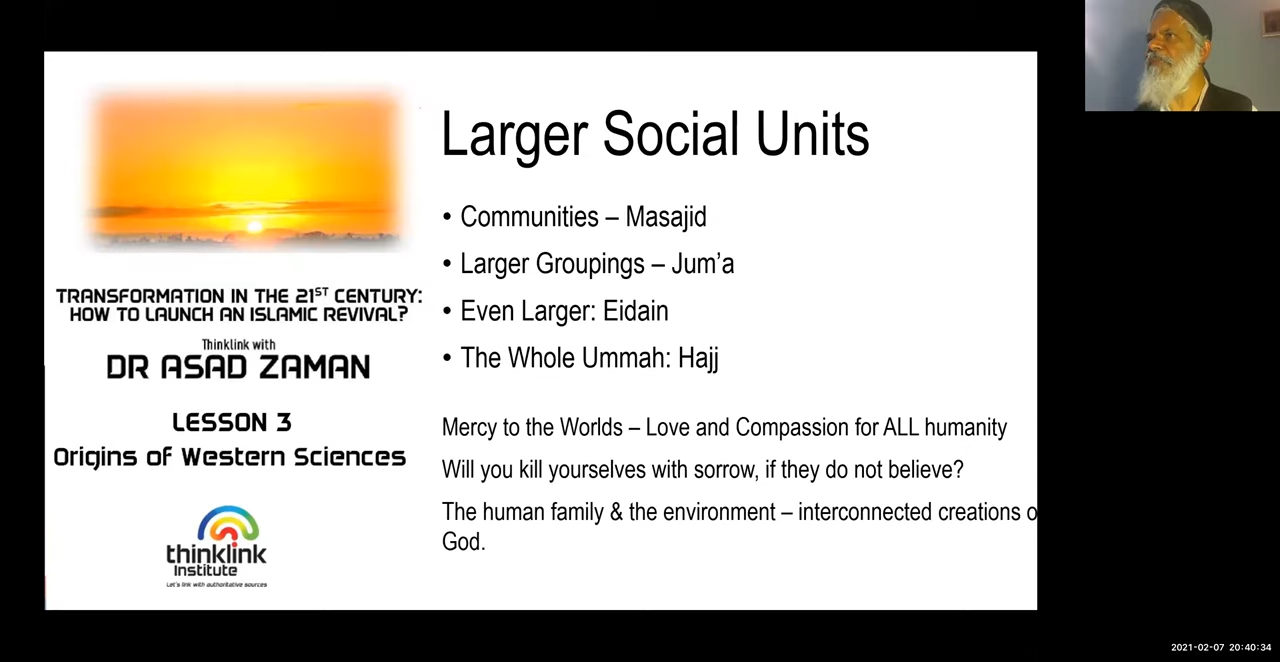 Larger Social Units
• Communities – Masajid
• Larger Groupings – Jum’a
• Even Larger: Eidain
• The Whole Ummah: Hajj
Mercy to the Worlds – Love and Compassion for ALL humanity
Will you kill yourselves with sorrow, if they do not believe?
The human family & the environment – interconnected creations o
God.
TRANSFORMATION IN THE 21ST CENTURY:
HOW TO LAUNCH AN ISLAMIC REVIVAL?
Thinklink with
DR ASAD ZAMAN
LESSON 3
Origins of Western Sciences
thinklink
Institute
Let's link with authoritative sources
2021-02-07 20:40:34